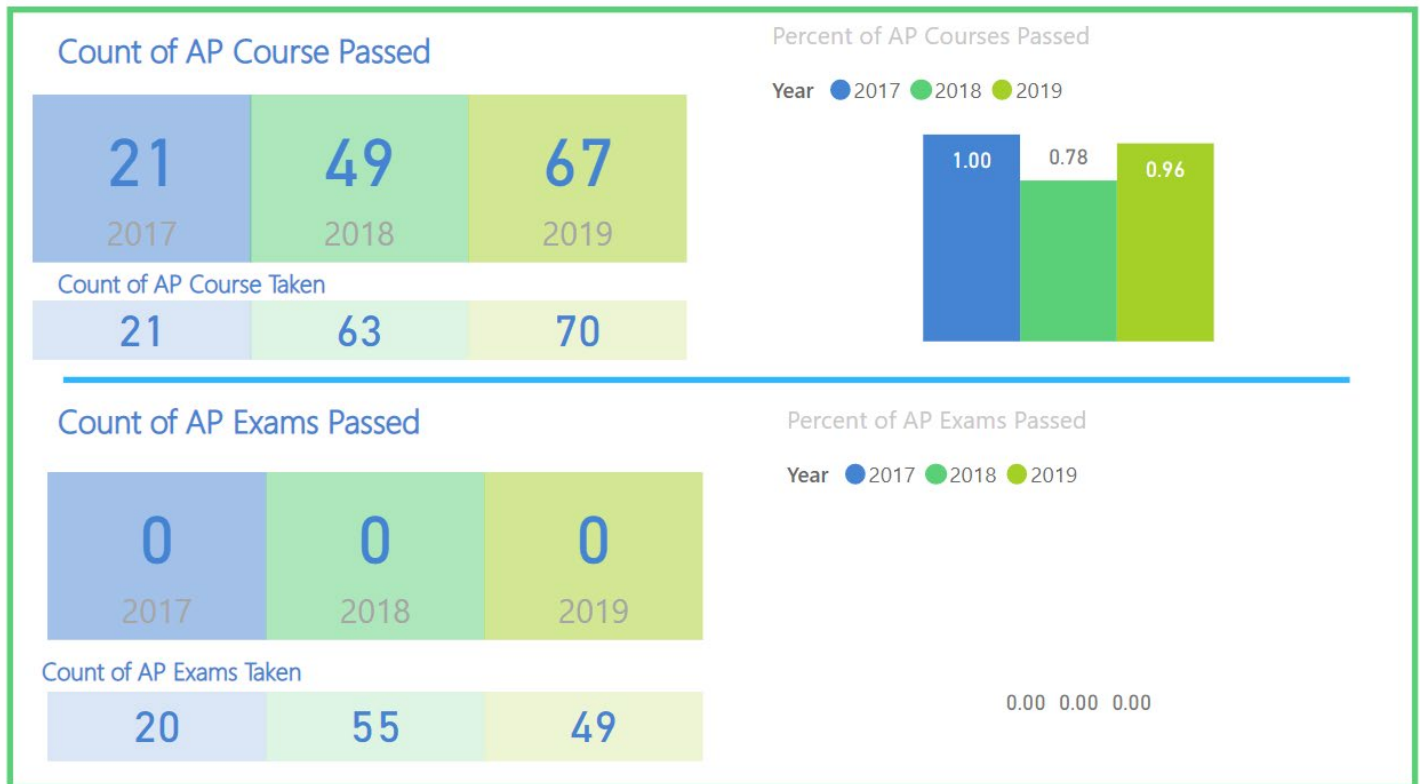 Count of AP Course Passed
21 49 67
2017 2018 2019
Count of AP Course Taken
21 63 70
Percent of AP Courses Passed
Year 2017 2018 2019
1.00 0.78 0.96
Count of AP Exams Passed
0 0 0
2017 2018 2019
Count of AP Exams Taken
20 55 49
Percent of AP Exams Passed
Year 2017 2018 2019
0.00 0.00 0.00